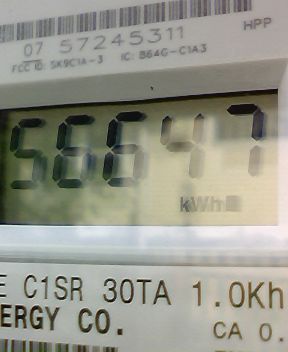 HPP
07 57245311
FCC ID: SK9C1A-3 IC: 864G-C1A3
56647
kWh
E C1SR 30TA 1.0Kh
ERGY CO.
CA 0.